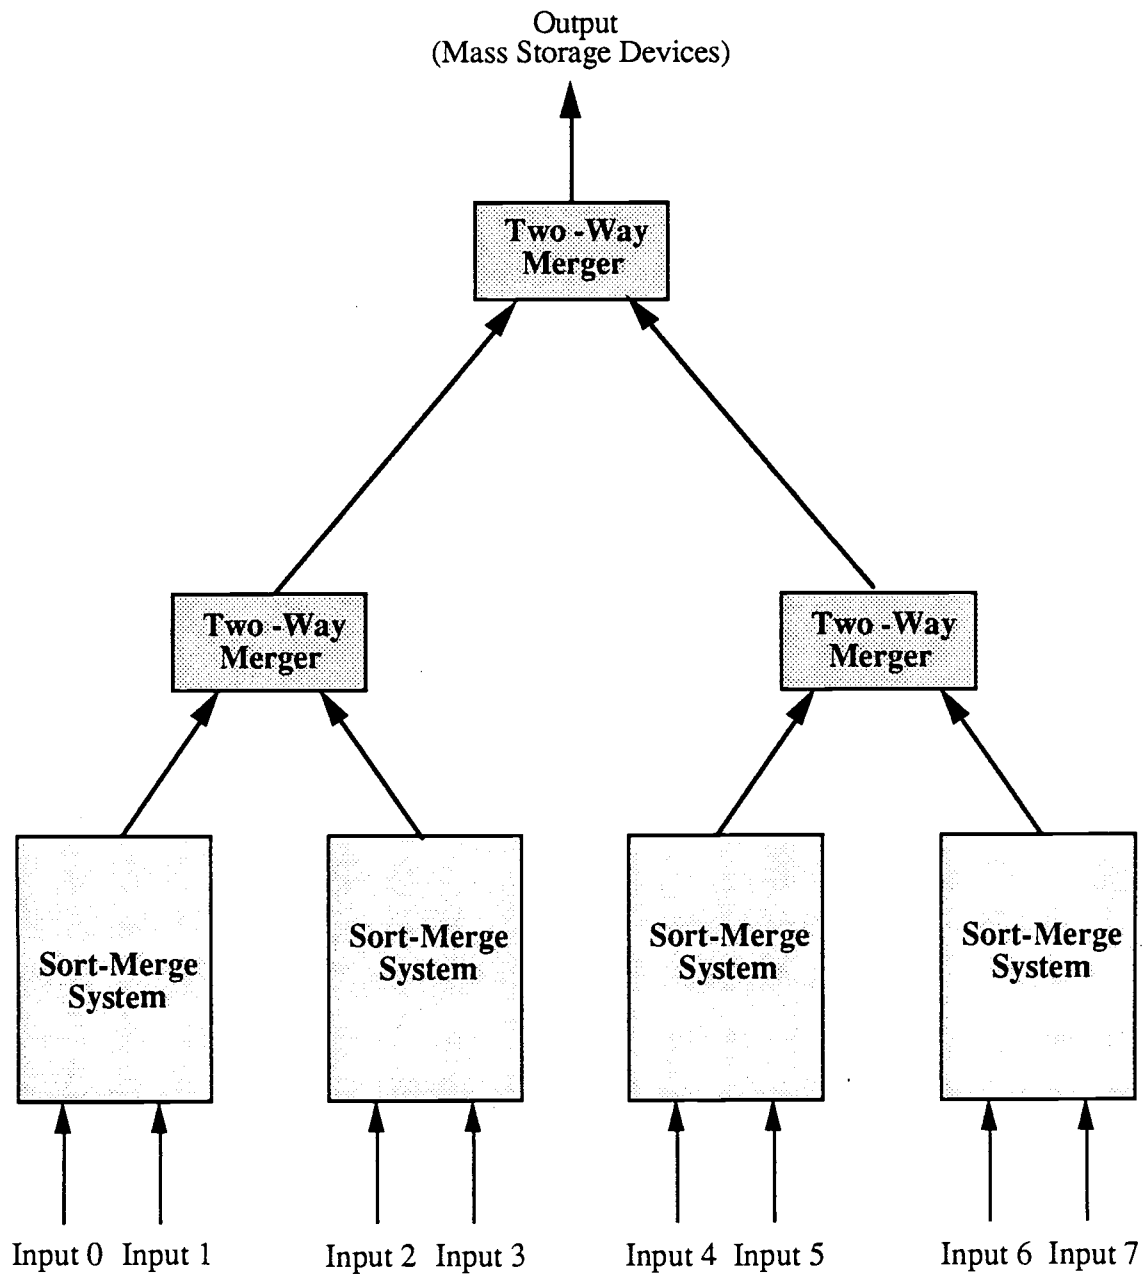 Output
(Mass Storage Devices)
Two -Way
Merger
Two -Way
Merger
Two -Way
Merger
Sort-Merge
System
Sort-Merge
System
Sort-Merge
System
Sort-Merge
System
Input 0 Input 1 Input 2 Input 3 Input 4 Input 5 Input 6 Input 7